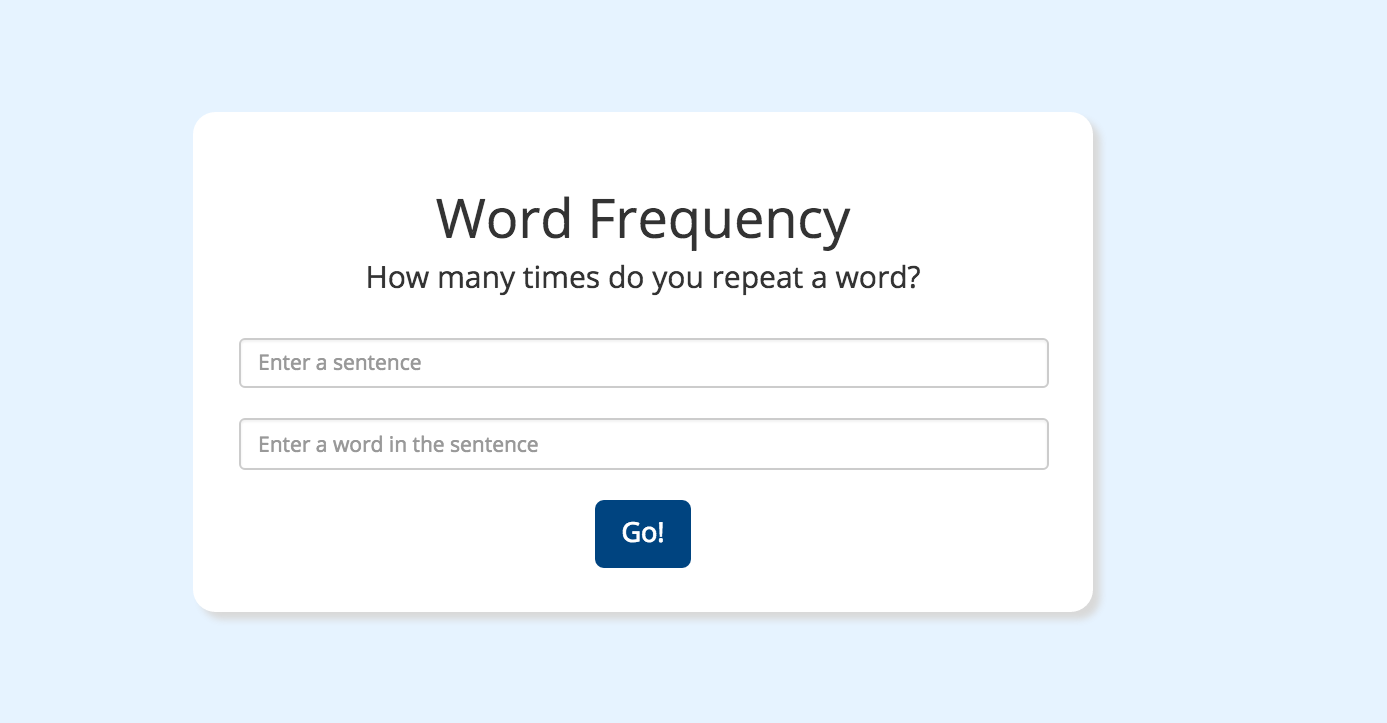 Word Frequency
How many times do you repeat a word?
Enter a sentence
Enter a word in the sentence
Go!